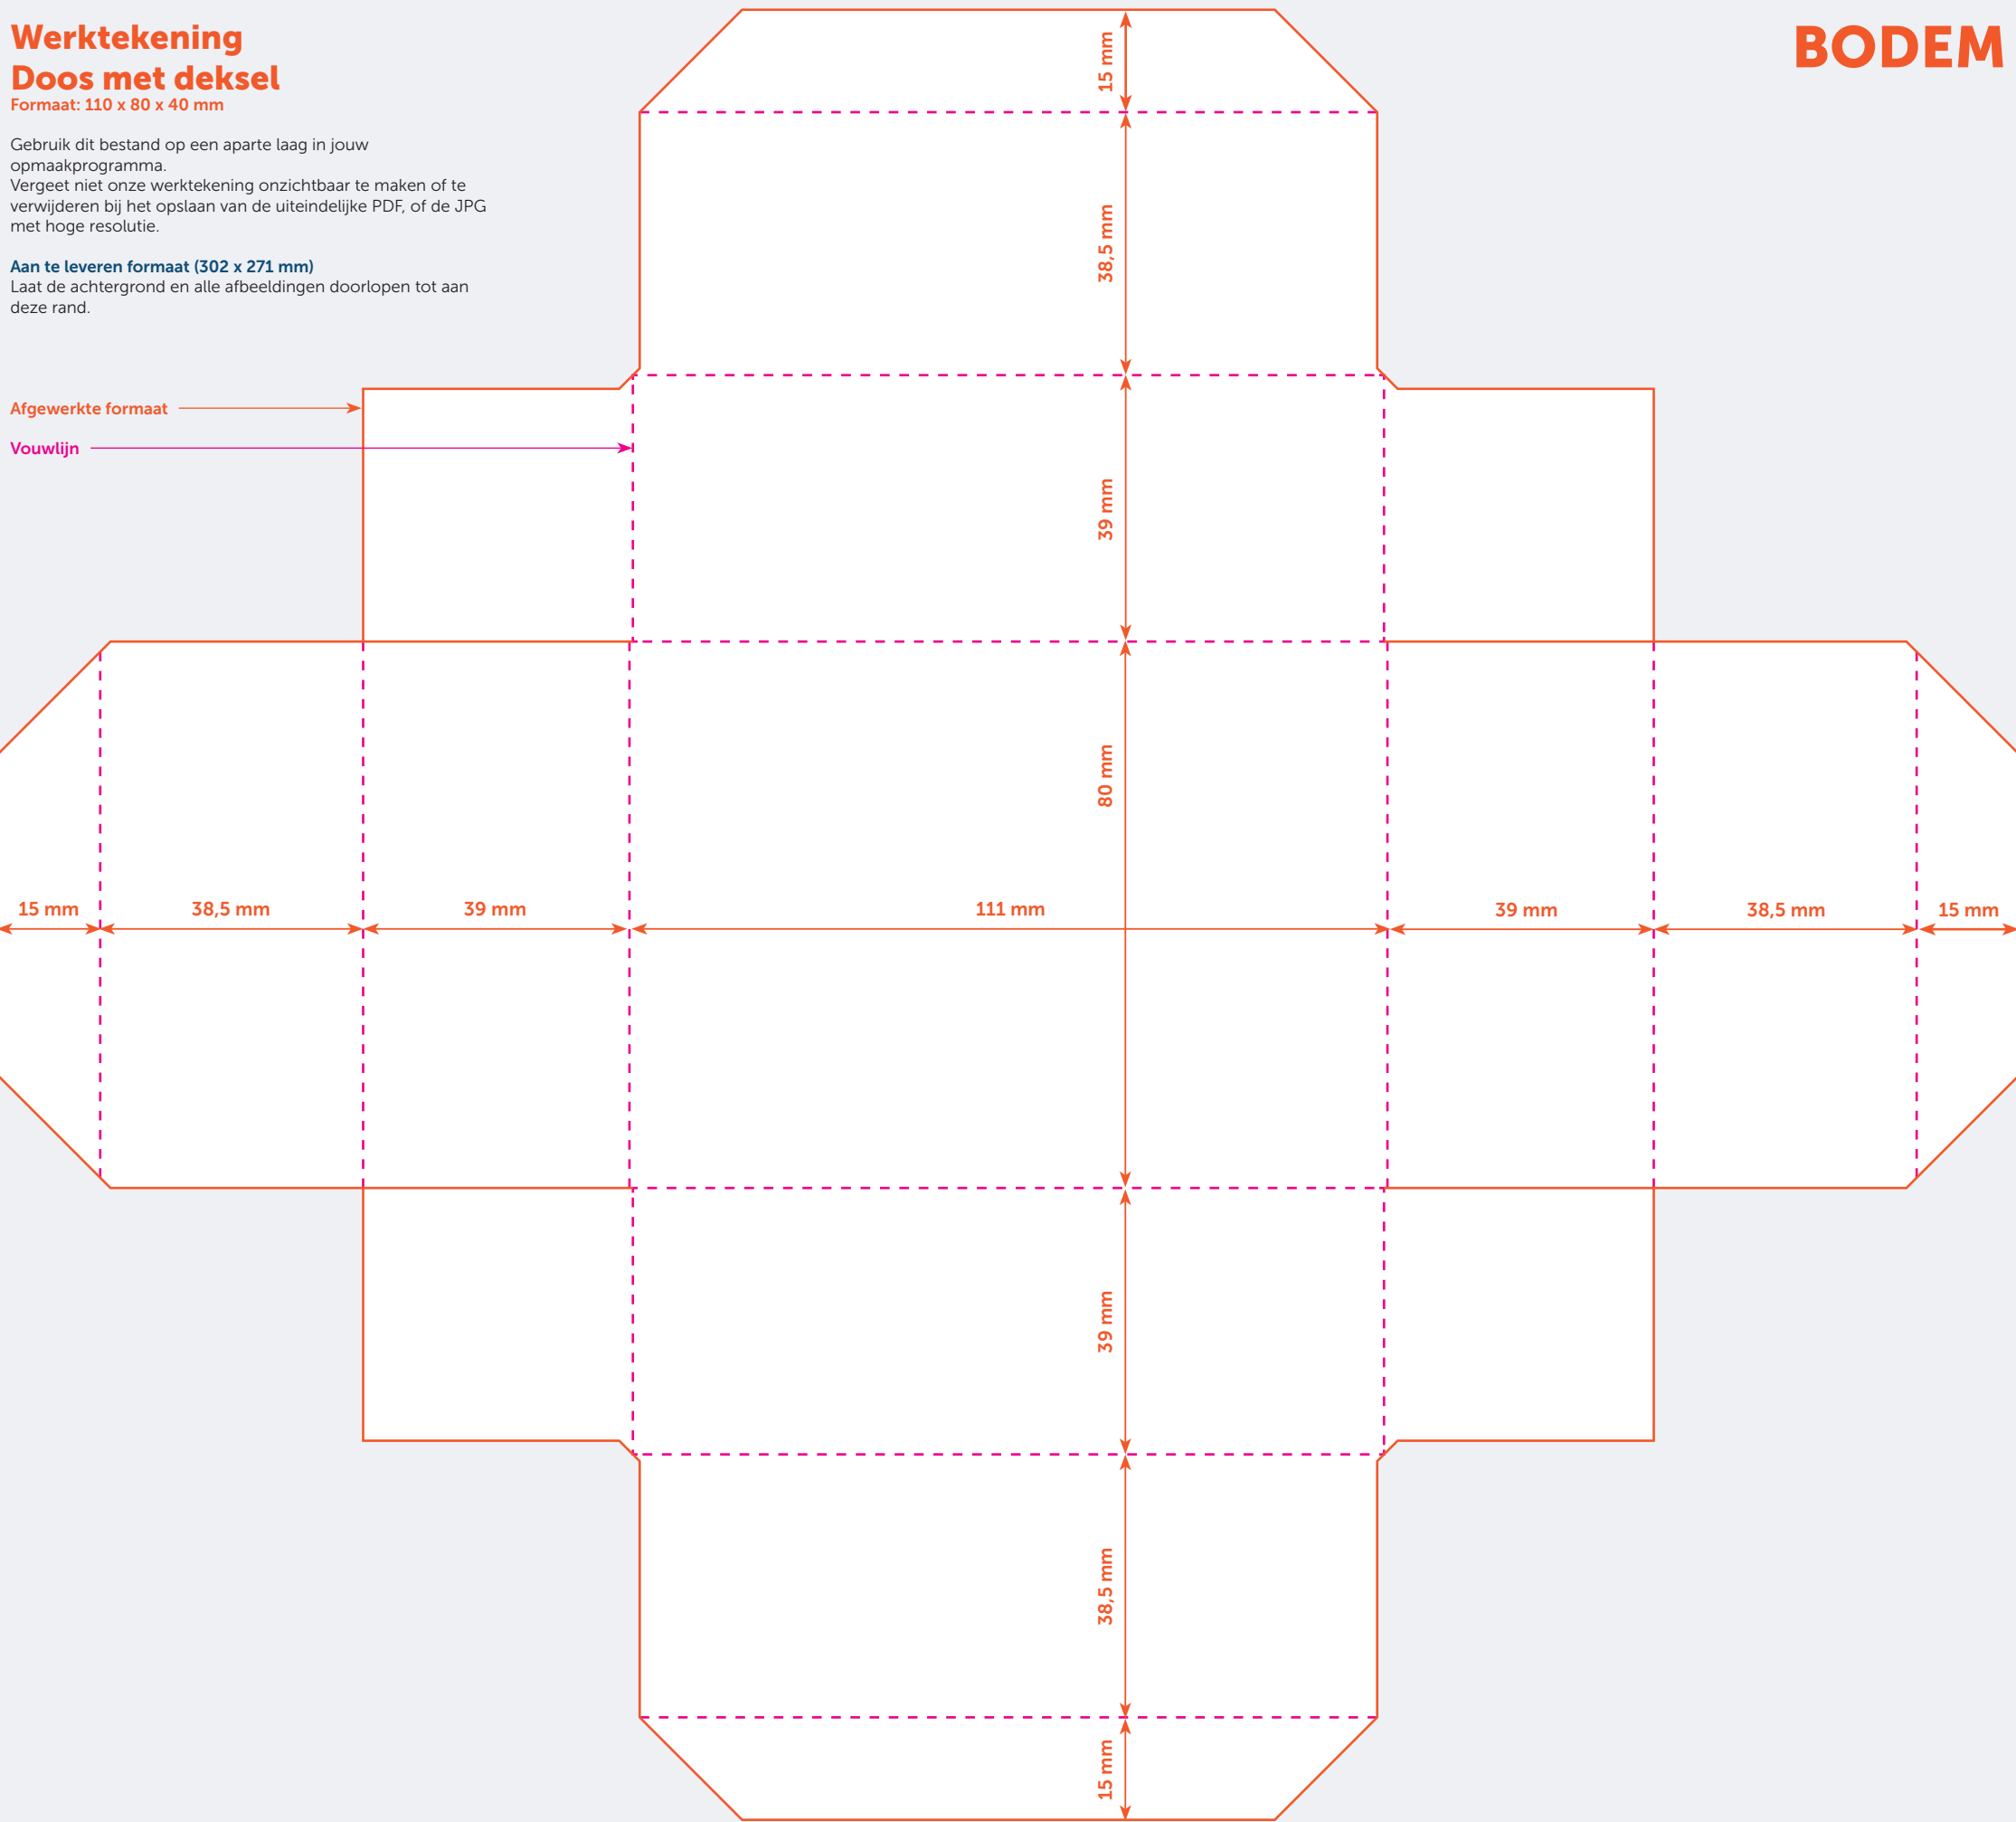 Werktekening
Doos met deksel
Formaat: 110 x 80 x 40 mm
BODEM
Gebruik dit bestand op een aparte laag in jouw
opmaakprogramma.
Vergeet niet onze werktekening onzichtbaar te maken of te
verwijderen bij het opslaan van de uiteindelijke PDF, of de JPG
met hoge resolutie.
Aan te leveren formaat (302 x 271 mm)
Laat de achtergrond en alle afbeeldingen doorlopen tot aan
deze rand.
Afgewerkte formaat
Vouwlijn
15 mm
38,5 mm
39 mm
80 mm
15 mm
38,5 mm
39 mm
111 mm
39 mm
38,5 mm
15 mm
39 mm
38,5 mm
15 mm